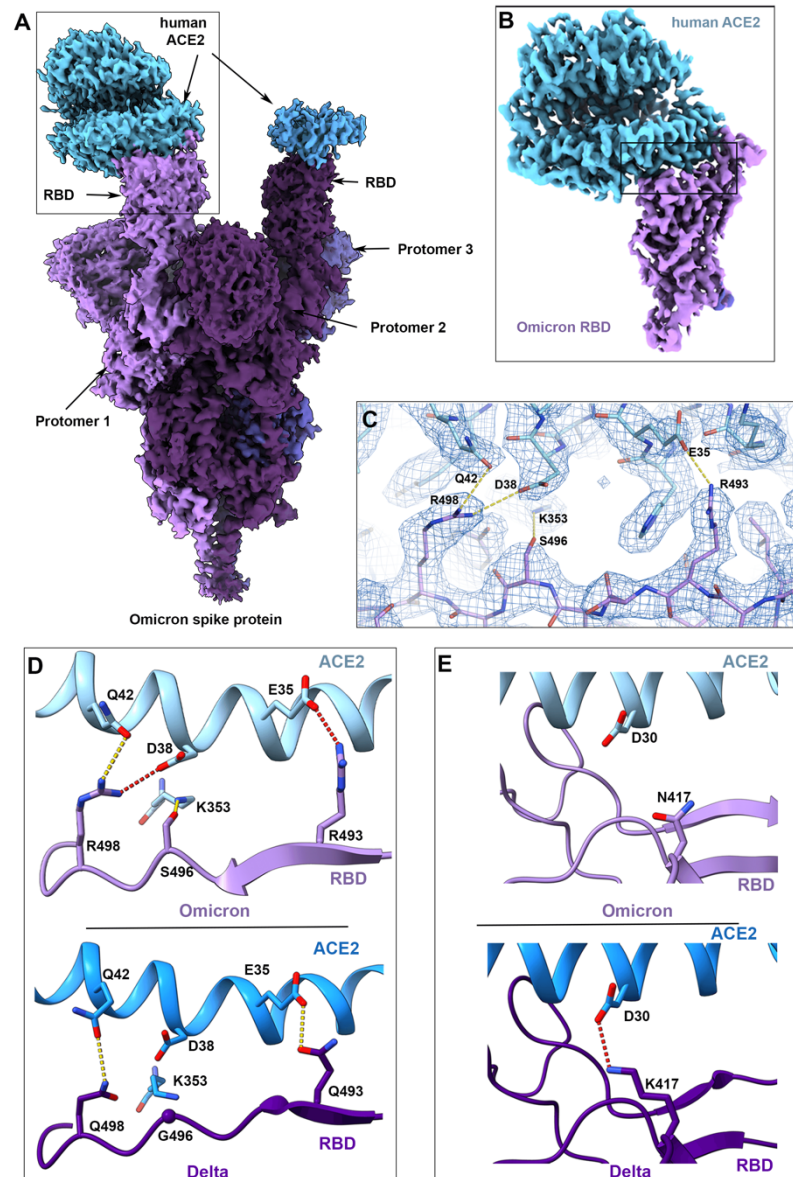 A
human
ACE2
RBD
RBD
Protomer 3
Protomer 2
Protomer 1
Omicron spike protein
B
human ACE2
Omicron RBD
C
Q42
E35
D38
R493
R498
K353
S496
D
ACE2
Q42
E35
D38
K353
R498
S496
R493
RBD
Omicron
ACE2
Q42
E35
D38
K353
Q498
G496
Q493
RBD
Delta
E
ACE2
D30
N417
RBD
Omicron
ACE2
D30
K417
RBD
Delta